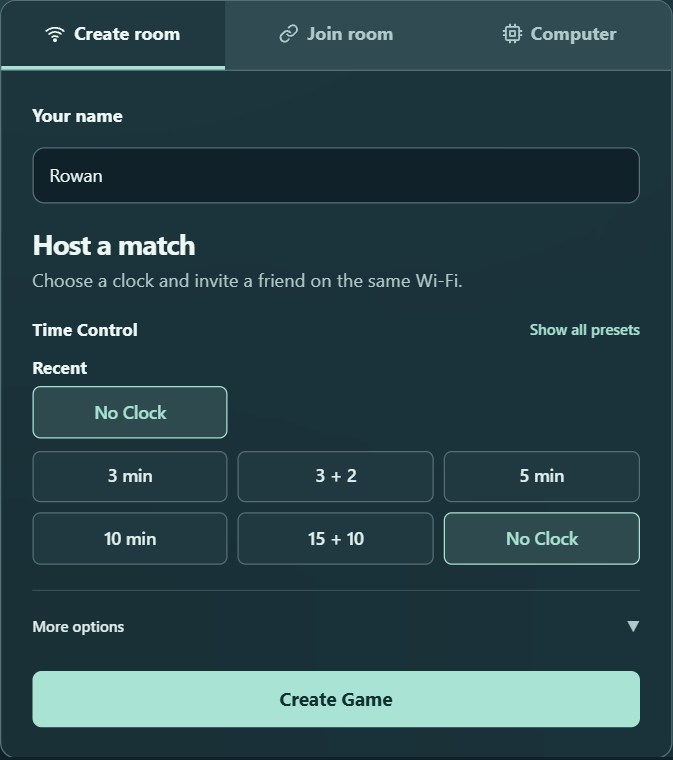 Create room Join room Computer
Your name
Rowan
Host a match
Choose a clock and invite a friend on the same Wi-Fi.
Time Control Show all presets
Recent
No Clock
3 min 3 + 2 5 min
10 min 15 + 10 No Clock
More options
Create Game